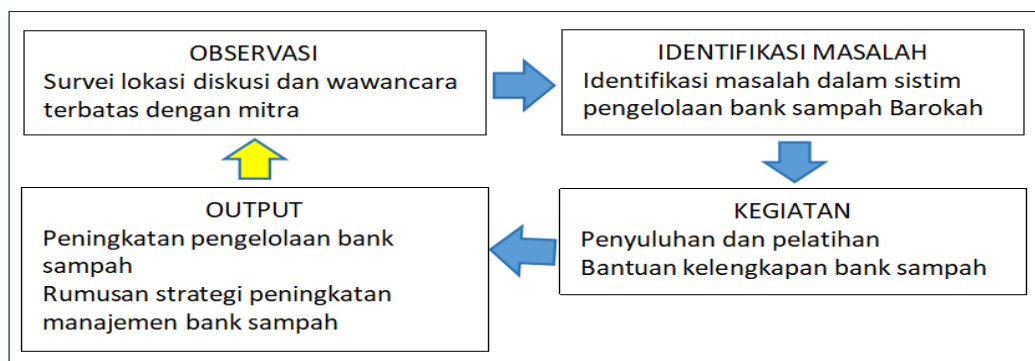 OBSERVASI
Survei lokasi diskusi dan wawancara
terbatas dengan mitra
IDENTIFIKASI MASALAH
Identifikasi masalah dalam sistim
pengelolaan bank sampah Barokah
KEGIATAN
Penyuluhan dan pelatihan
Bantuan kelengkapan bank sampah
OUTPUT
Peningkatan pengelolaan bank
sampah
Rumusan strategi peningkatan
manajemen bank sampah